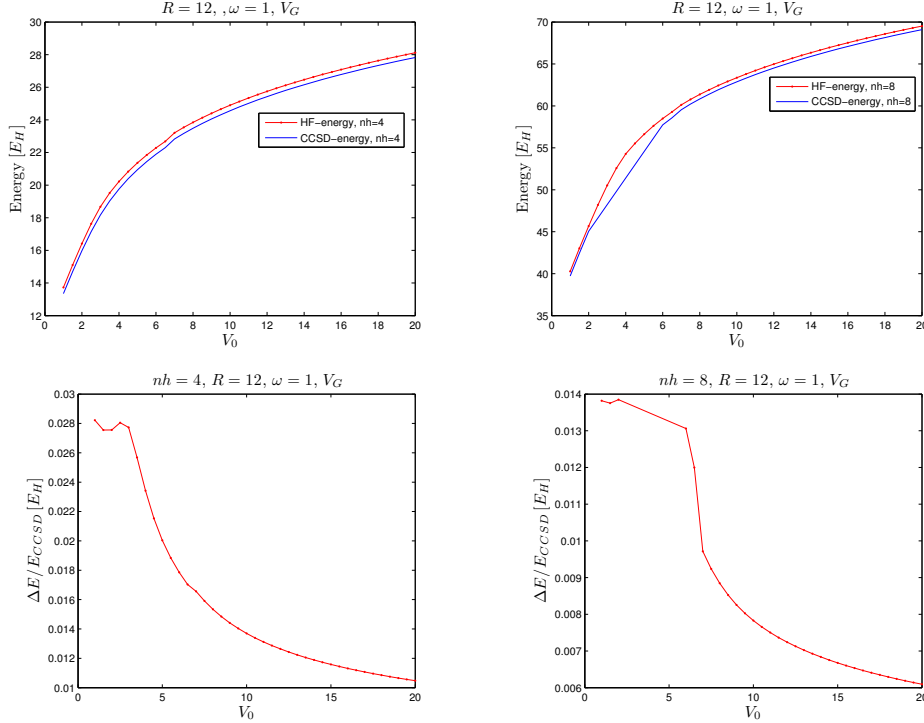 R = 12, , ω = 1, V_G
Energy [E_H]
28
26
24
22
20
18
16
14
12
HF−energy, nh=4
CCSD−energy, nh=4
0 2 4 6 8 10 12 14 16 18 20
V_0
R = 12, ω = 1, V_G
Energy [E_H]
70
65
60
55
50
45
40
35
HF−energy, nh=8
CCSD−energy, nh=8
0 2 4 6 8 10 12 14 16 18 20
V_0
nh = 4, R = 12, ω = 1, V_G
ΔE/E_{CCSD} [E_H]
0.03
0.028
0.026
0.024
0.022
0.02
0.018
0.016
0.014
0.012
0.01
0 5 10 15 20
V_0
nh = 8, R = 12, ω = 1, V_G
ΔE/E_{CCSD} [E_H]
0.014
0.013
0.012
0.011
0.01
0.009
0.008
0.007
0.006
0 5 10 15 20
V_0